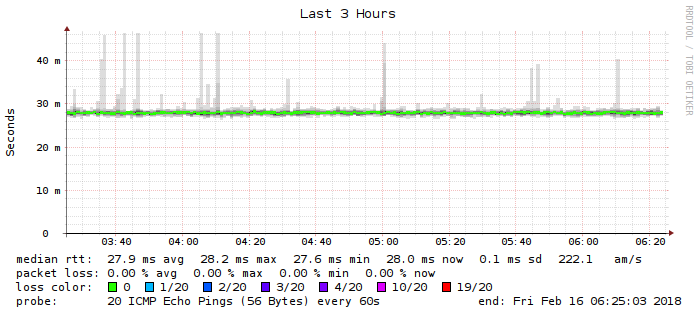 Last 3 Hours
RRDTOOL / TOBI OETIKER
Seconds
40 m
30 m
20 m
10 m
0
03:40 04:00 04:20 04:40 05:00 05:20 05:40 06:00 06:20
median rtt: 27.9 ms avg 28.2 ms max 27.6 ms min 28.0 ms now 0.1 ms sd 222.1 am/s
packet loss: 0.00 % avg 0.00 % max 0.00 % min 0.00 % now
loss color: 0 1/20 2/20 3/20 4/20 10/20 19/20
probe: 20 ICMP Echo Pings (56 Bytes) every 60s end: Fri Feb 16 06:25:03 2018